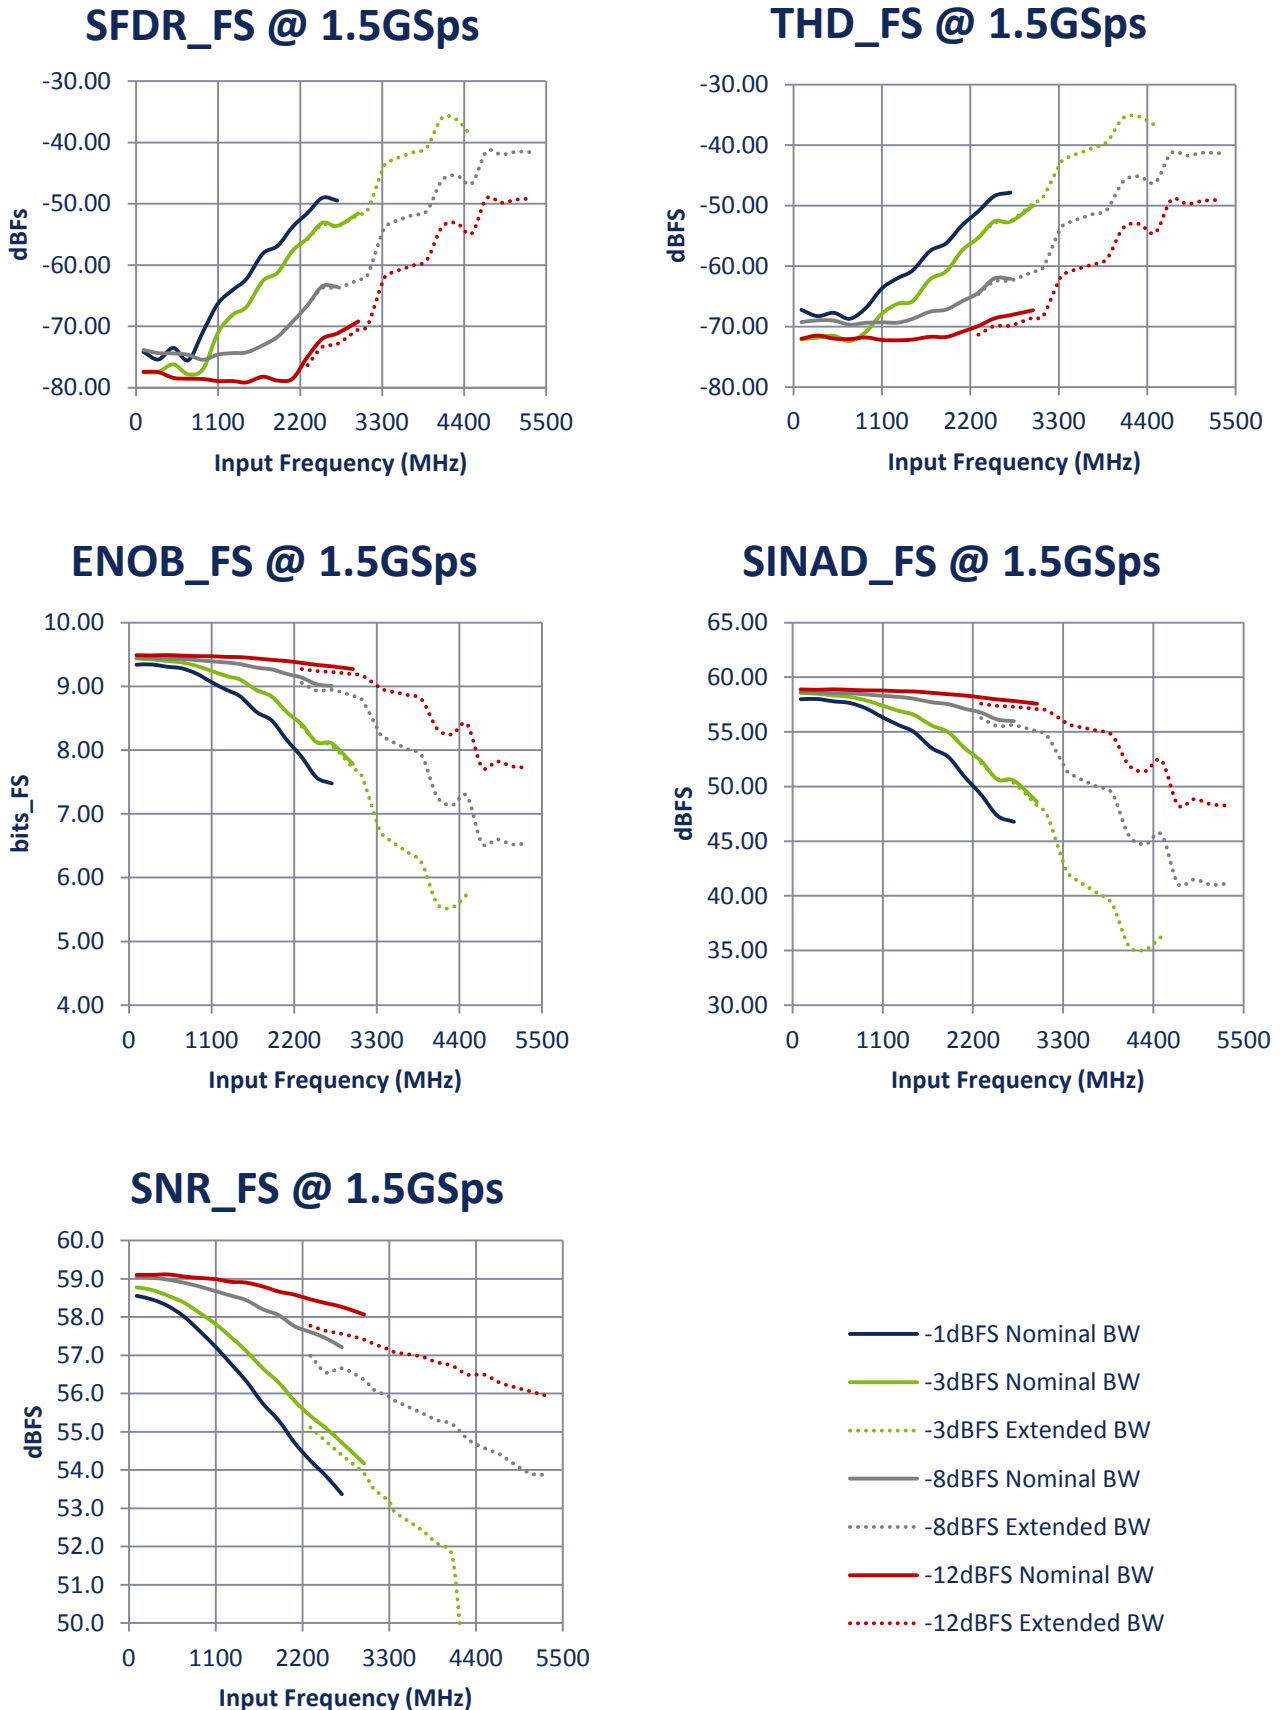 SFDR_FS @ 1.5GSps
-30.00
-40.00
-50.00
-60.00
-70.00
-80.00
dBFs
0 1100 2200 3300 4400 5500
Input Frequency (MHz)
THD_FS @ 1.5GSps
-30.00
-40.00
-50.00
-60.00
-70.00
-80.00
dBFS
0 1100 2200 3300 4400 5500
Input Frequency (MHz)
ENOB_FS @ 1.5GSps
10.00
9.00
8.00
7.00
6.00
5.00
4.00
bits_FS
0 1100 2200 3300 4400 5500
Input Frequency (MHz)
SINAD_FS @ 1.5GSps
65.00
60.00
55.00
50.00
45.00
40.00
35.00
30.00
dBFS
0 1100 2200 3300 4400 5500
Input Frequency (MHz)
SNR_FS @ 1.5GSps
60.0
59.0
58.0
57.0
56.0
55.0
54.0
53.0
52.0
51.0
50.0
dBFS
0 1100 2200 3300 4400 5500
Input Frequency (MHz)
-1dBFS Nominal BW
-3dBFS Nominal BW
-3dBFS Extended BW
-8dBFS Nominal BW
-8dBFS Extended BW
-12dBFS Nominal BW
-12dBFS Extended BW